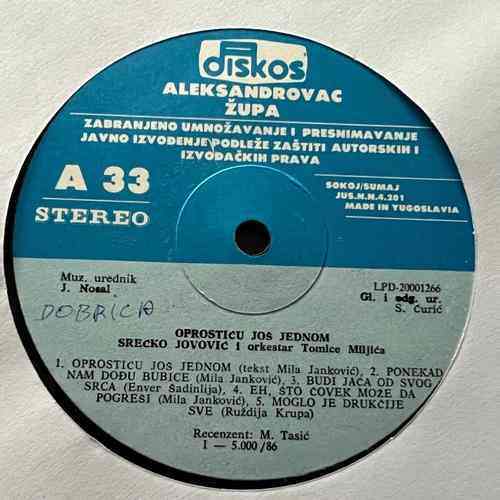 diskos
ALEKSANDROVAC
ŽUPA
ZABRANJENO UMNOŽAVANJE I PRESNIMAVANJE
JAVNO IZVOĐENJE PODLEŽE ZAŠTITI AUTORSKIH I
IZVOĐAČKIH PRAVA
A 33
STEREO
SOKOJ/SUMAJ
JUS.N.N.4.201
MADE IN YUGOSLAVIA
Muz. urednik
J. Nosal
LPD-20001266
Gl. i odg. ur.
S. Ćurić
DOBRICA
OPROSTIĆU JOŠ JEDNOM
SREĆKO JOVOVIĆ i orkestar Tomice Miljića
1. OPROSTIĆU JOŠ JEDNOM (tekst Mila Janković) 2. PONEKAD
NAM DOĐU BUBICE (Mila Janković) 3. BUDI JAČA OD SVOG
SRCA (Enver Šadinlija) 4. EH, ŠTO ČOVEK MOŽE DA
POGREŠI (Mila Janković) 5. MOGLO JE DRUKČIJE
SVE (Ruždija Krupa)
Recenzent: M. Tasić
I — 5.000/86